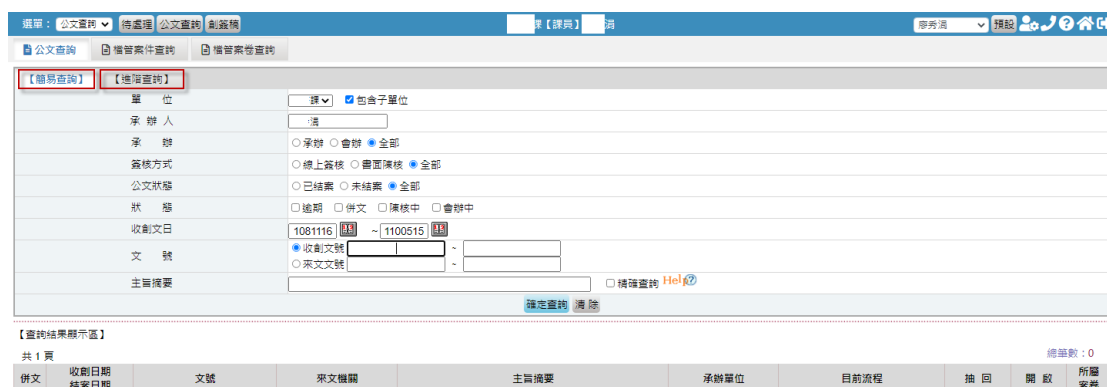 選單： 公文查詢 待處理 公文查詢 創簽稿 課【課員】 涓 廖秀涓 預設
公文查詢 檔管案件查詢 檔管案卷查詢
【簡易查詢】 【進階查詢】
單 位 課 包含子單位
承 辦 人 涓
承 辦 承辦 會辦 全部
簽核方式 線上簽核 書面陳核 全部
公文狀態 已結案 未結案 全部
狀 態 逾期 併文 陳核中 會辦中
收創文日 1081116 ~ 1100515
文 號 收創文號 ~
來文文號 ~
主旨摘要 精確查詢 Help
確定查詢 清 除
【查詢結果顯示區】
共 1 頁 總筆數：0
併文 收創日期 文號 來文機關 主旨摘要 承辦單位 目前流程 抽 回 開 啟 所屬
結案日期 案卷